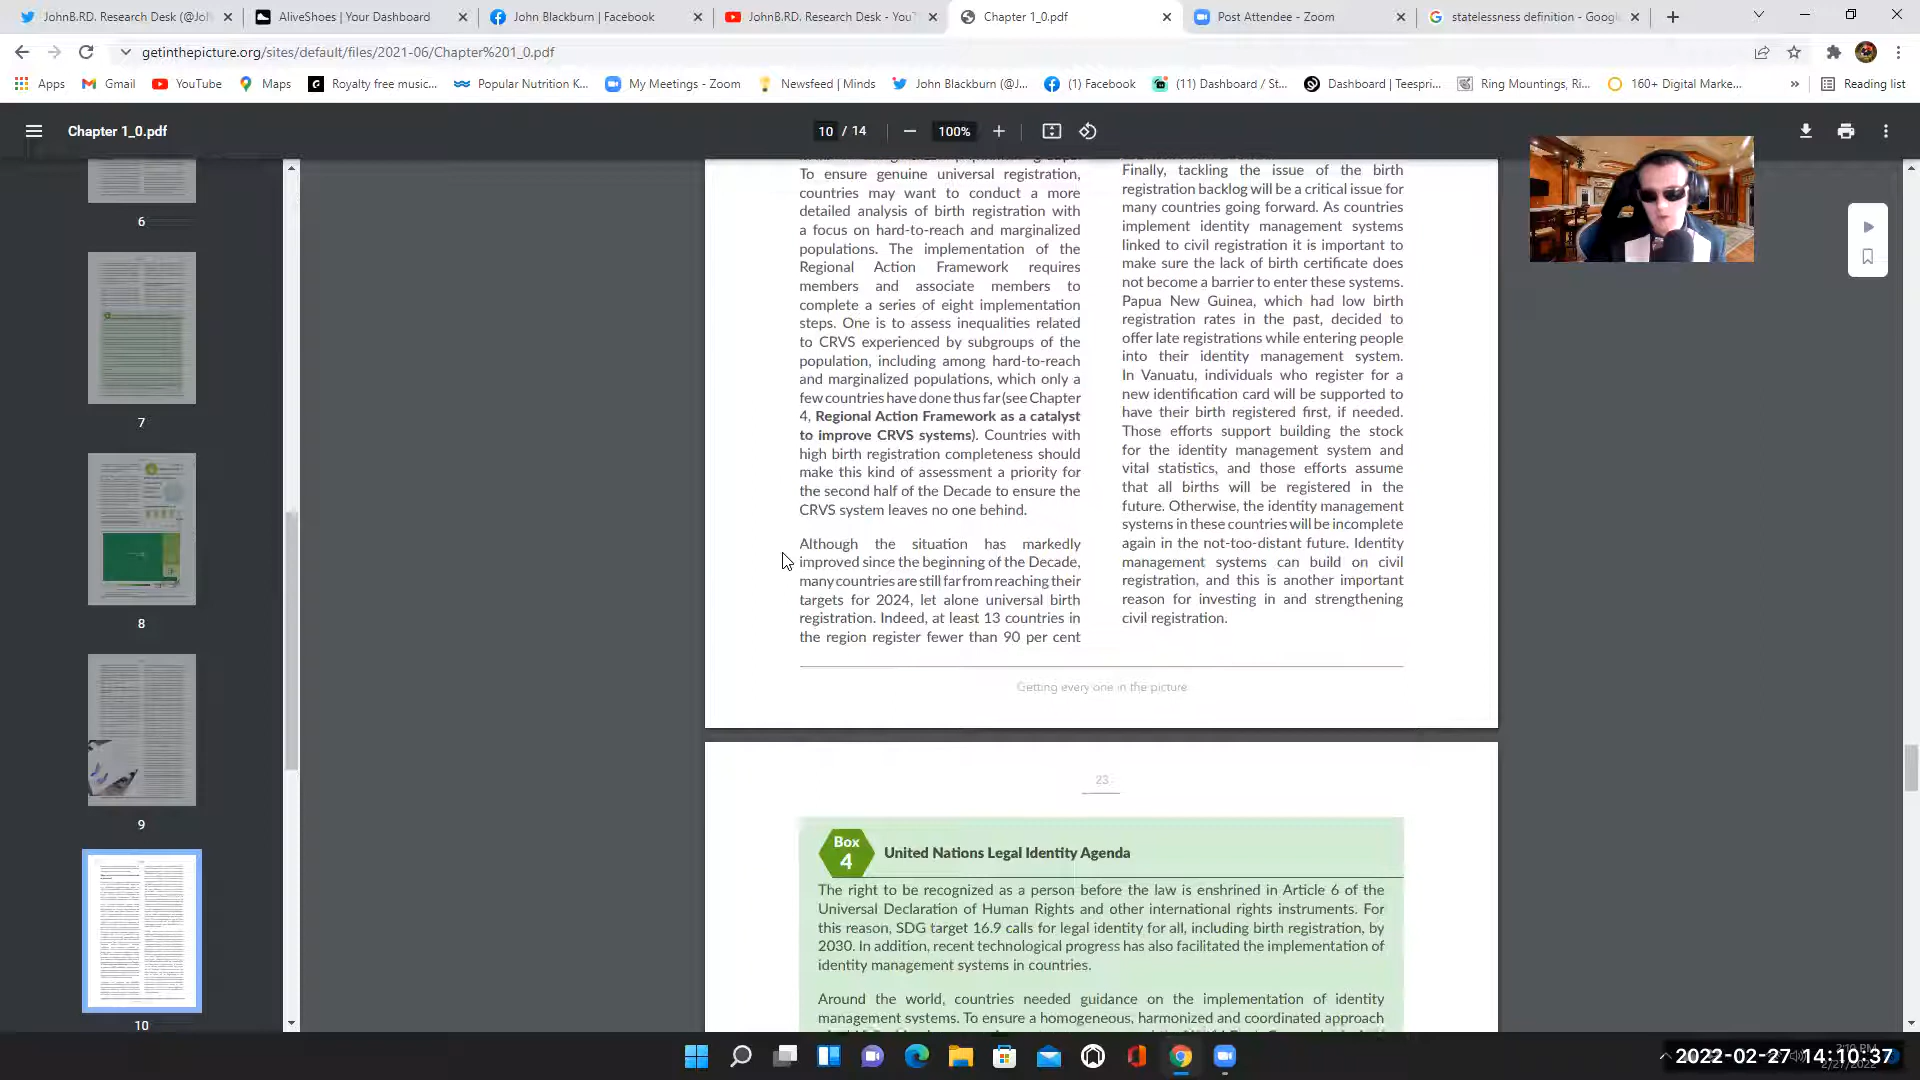 JohnB.RD. Research Desk (@Joh
AliveShoes | Your Dashboard
John Blackburn | Facebook
JohnB.RD. Research Desk - YouT
Chapter 1_0.pdf
Post Attendee - Zoom
statelessness definition - Googl
getinthepicture.org/sites/default/files/2021-06/Chapter%201_0.pdf
Apps
Gmail
YouTube
Maps
Royalty free music...
Popular Nutrition K...
My Meetings - Zoom
Newsfeed | Minds
John Blackburn (@J...
(1) Facebook
(11) Dashboard / St...
Dashboard | Teespri...
Ring Mountings, Ri...
160+ Digital Marke...
»
Reading list
Chapter 1_0.pdf
10 / 14
100%
6
7
8
9
10
To ensure genuine universal registration,
countries may want to conduct a more
detailed analysis of birth registration with
a focus on hard-to-reach and marginalized
populations. The implementation of the
Regional Action Framework requires
members and associate members to
complete a series of eight implementation
steps. One is to assess inequalities related
to CRVS experienced by subgroups of the
population, including among hard-to-reach
and marginalized populations, which only a
few countries have done thus far (see Chapter
4, Regional Action Framework as a catalyst
to improve CRVS systems). Countries with
high birth registration completeness should
make this kind of assessment a priority for
the second half of the Decade to ensure the
CRVS system leaves no one behind.
Although the situation has markedly
improved since the beginning of the Decade,
many countries are still far from reaching their
targets for 2024, let alone universal birth
registration. Indeed, at least 13 countries in
the region register fewer than 90 per cent
Finally, tackling the issue of the birth
registration backlog will be a critical issue for
many countries going forward. As countries
implement identity management systems
linked to civil registration it is important to
make sure the lack of birth certificate does
not become a barrier to enter these systems.
Papua New Guinea, which had low birth
registration rates in the past, decided to
offer late registrations while entering people
into their identity management system.
In Vanuatu, individuals who register for a
new identification card will be supported to
have their birth registered first, if needed.
Those efforts support building the stock
for the identity management system and
vital statistics, and those efforts assume
that all births will be registered in the
future. Otherwise, the identity management
systems in these countries will be incomplete
again in the not-too-distant future. Identity
management systems can build on civil
registration, and this is another important
reason for investing in and strengthening
civil registration.
Getting every one in the picture
23
Box
4
United Nations Legal Identity Agenda
The right to be recognized as a person before the law is enshrined in Article 6 of the
Universal Declaration of Human Rights and other international rights instruments. For
this reason, SDG target 16.9 calls for legal identity for all, including birth registration, by
2030. In addition, recent technological progress has also facilitated the implementation of
identity management systems in countries.
Around the world, countries needed guidance on the implementation of identity
management systems. To ensure a homogeneous, harmonized and coordinated approach
2022-02-27 14:10:37